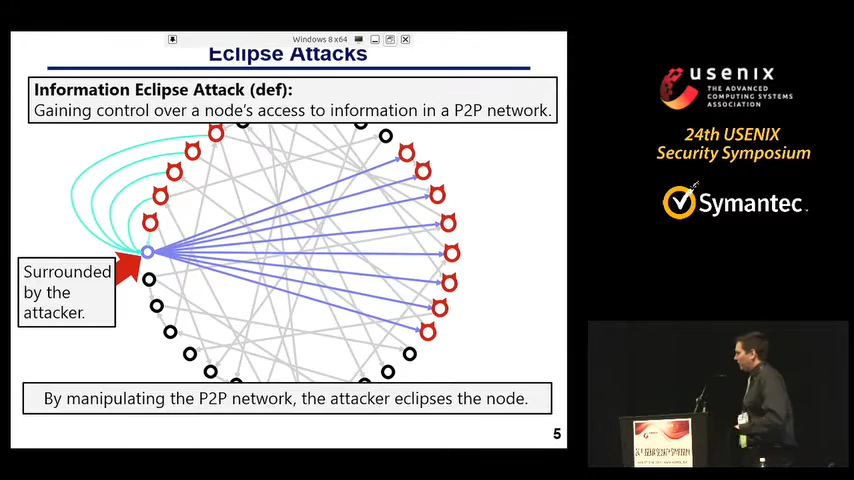 Windows 8 x64
Eclipse Attacks
Information Eclipse Attack (def):
Gaining control over a node's access to information in a P2P network.
Surrounded
by the
attacker.
By manipulating the P2P network, the attacker eclipses the node.
5
usenix
THE ADVANCED
COMPUTING SYSTEMS
ASSOCIATION
24th USENIX
Security Symposium
Symantec.